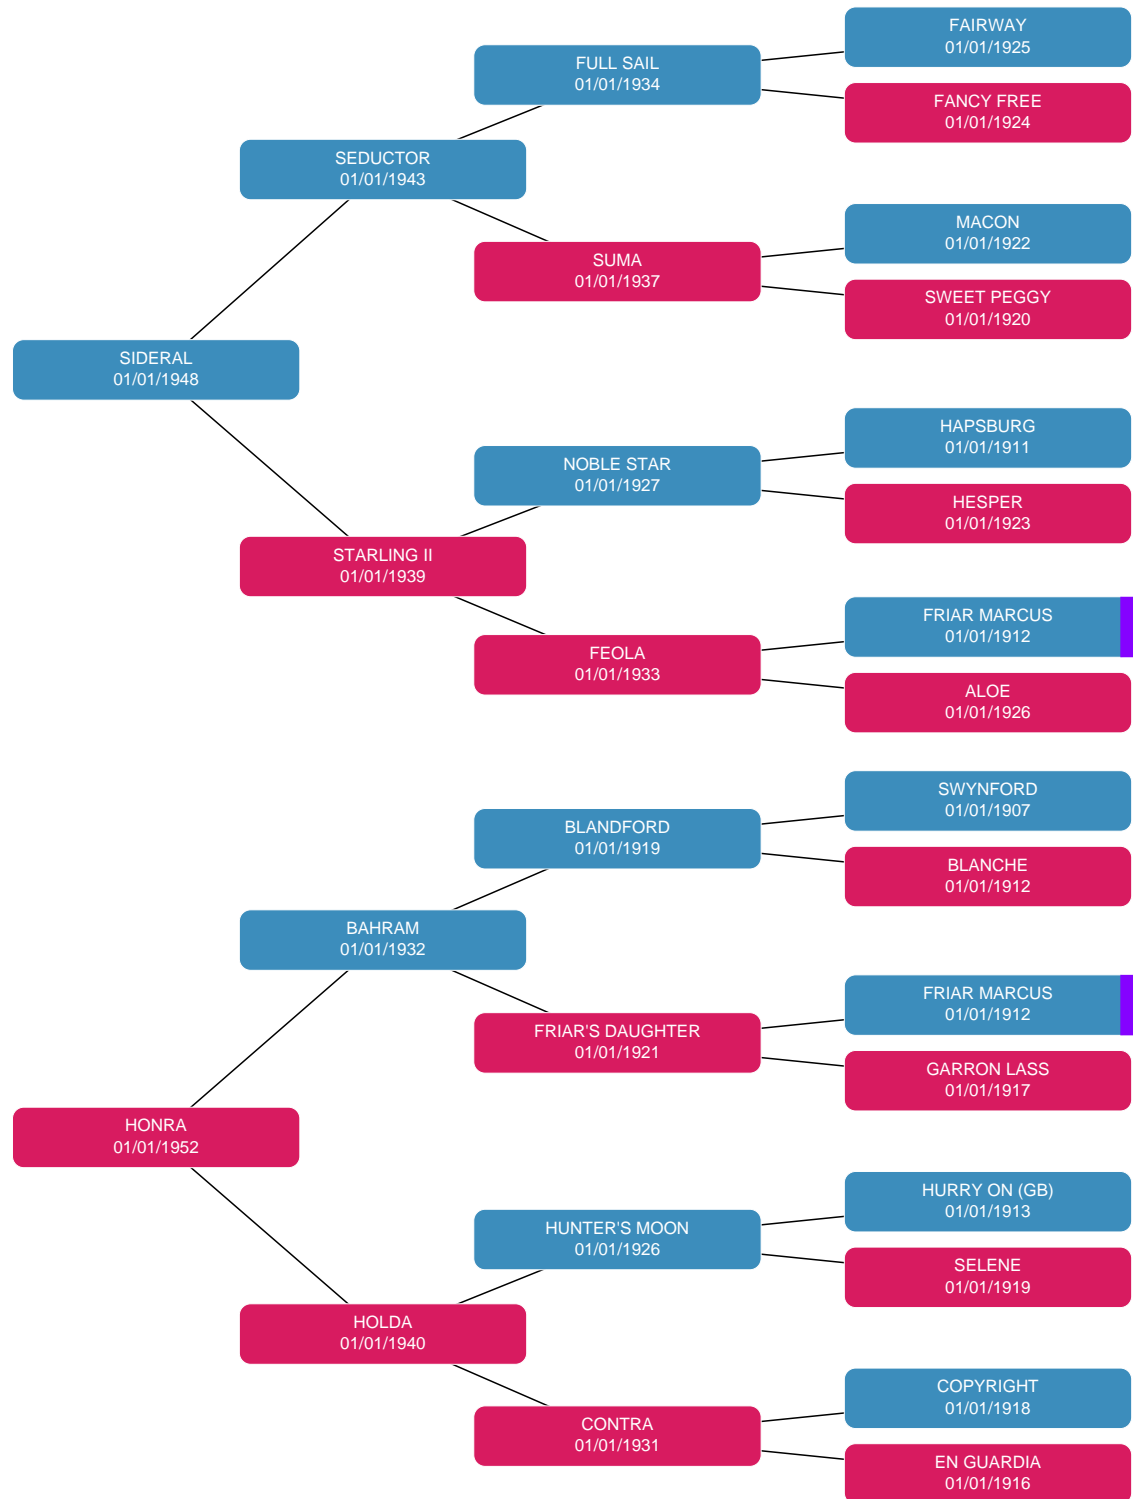 FAIRWAY
01/01/1925
FULL SAIL
01/01/1934
FANCY FREE
01/01/1924
SEDUCTOR
01/01/1943
MACON
01/01/1922
SUMA
01/01/1937
SWEET PEGGY
01/01/1920
SIDERAL
01/01/1948
HAPSBURG
01/01/1911
NOBLE STAR
01/01/1927
HESPER
01/01/1923
STARLING II
01/01/1939
FRIAR MARCUS
01/01/1912
FEOLA
01/01/1933
ALOE
01/01/1926
SWYNFORD
01/01/1907
BLANDFORD
01/01/1919
BLANCHE
01/01/1912
BAHRAM
01/01/1932
FRIAR MARCUS
01/01/1912
FRIAR'S DAUGHTER
01/01/1921
GARRON LASS
01/01/1917
HONRA
01/01/1952
HURRY ON (GB)
01/01/1913
HUNTER'S MOON
01/01/1926
SELENE
01/01/1919
HOLDA
01/01/1940
COPYRIGHT
01/01/1918
CONTRA
01/01/1931
EN GUARDIA
01/01/1916